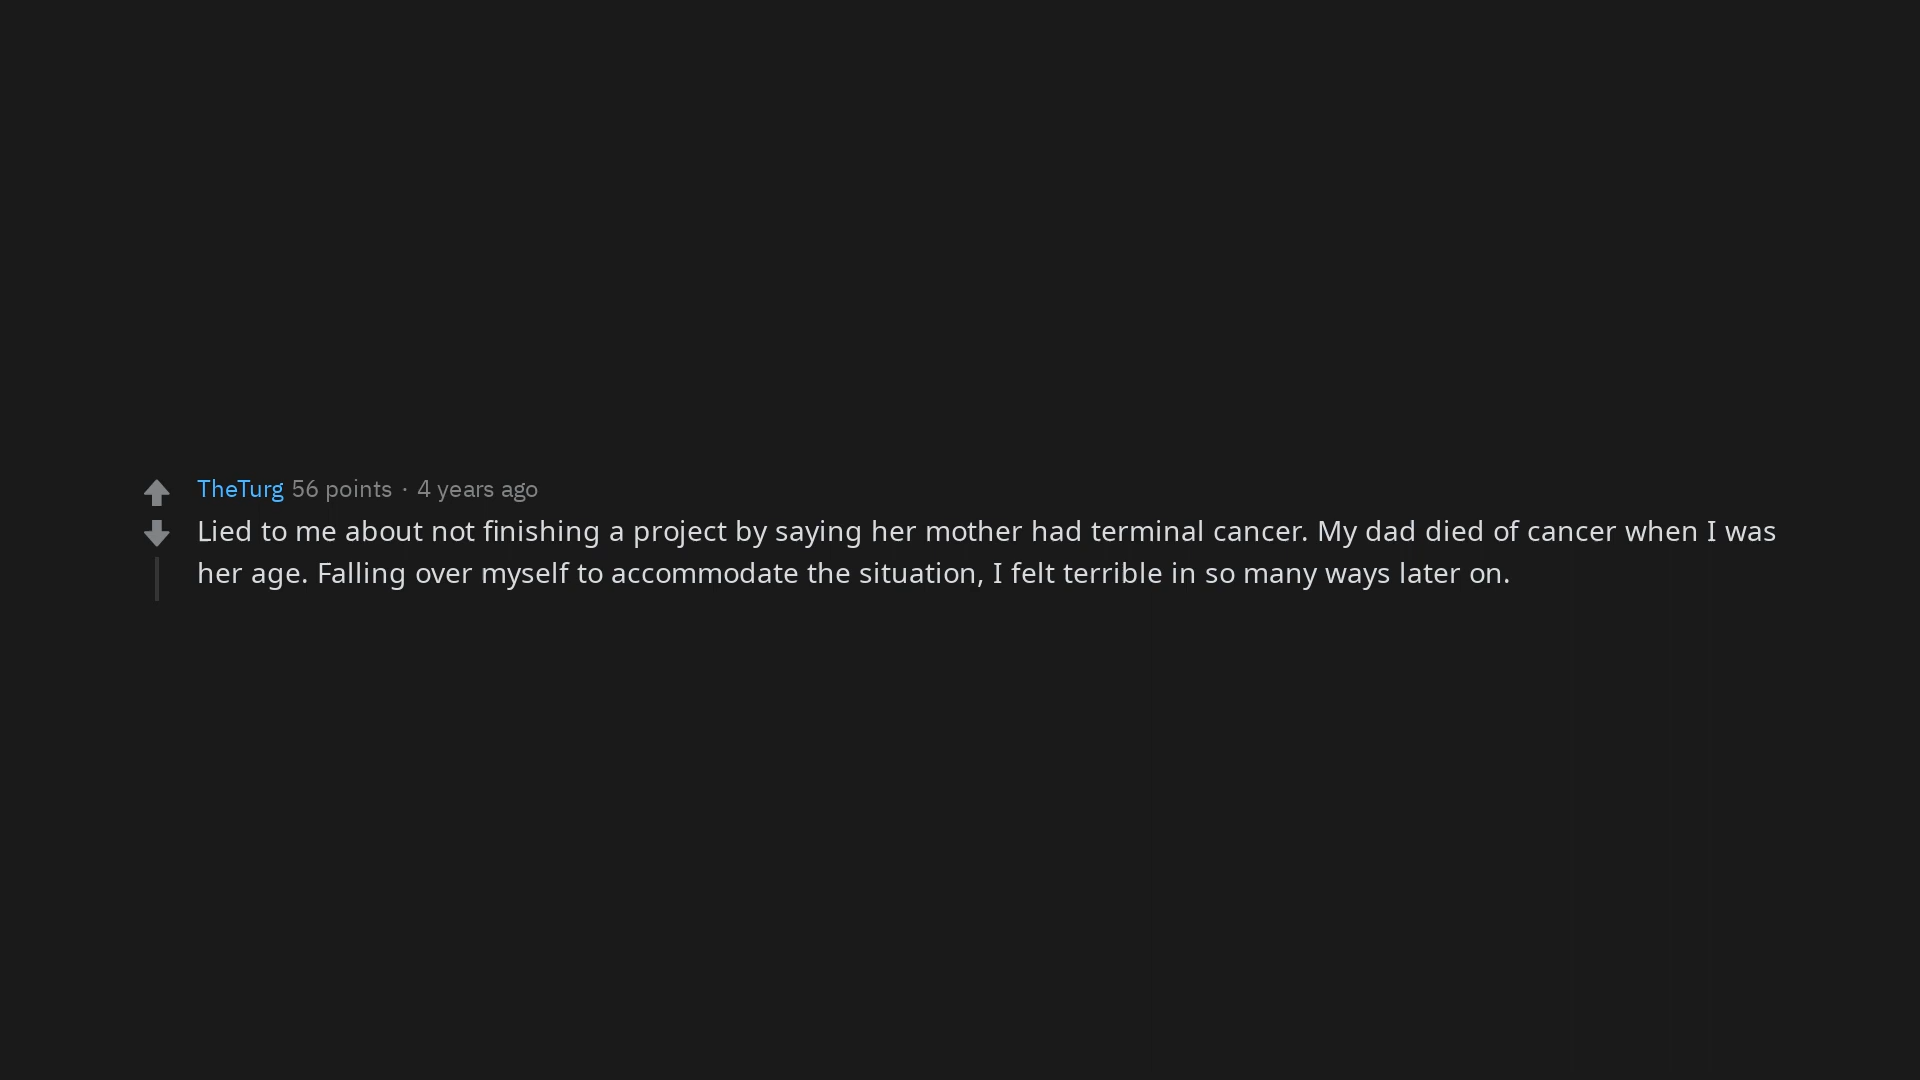 TheTurg 56 points · 4 years ago
Lied to me about not finishing a project by saying her mother had terminal cancer. My dad died of cancer when I was
her age. Falling over myself to accommodate the situation, I felt terrible in so many ways later on.